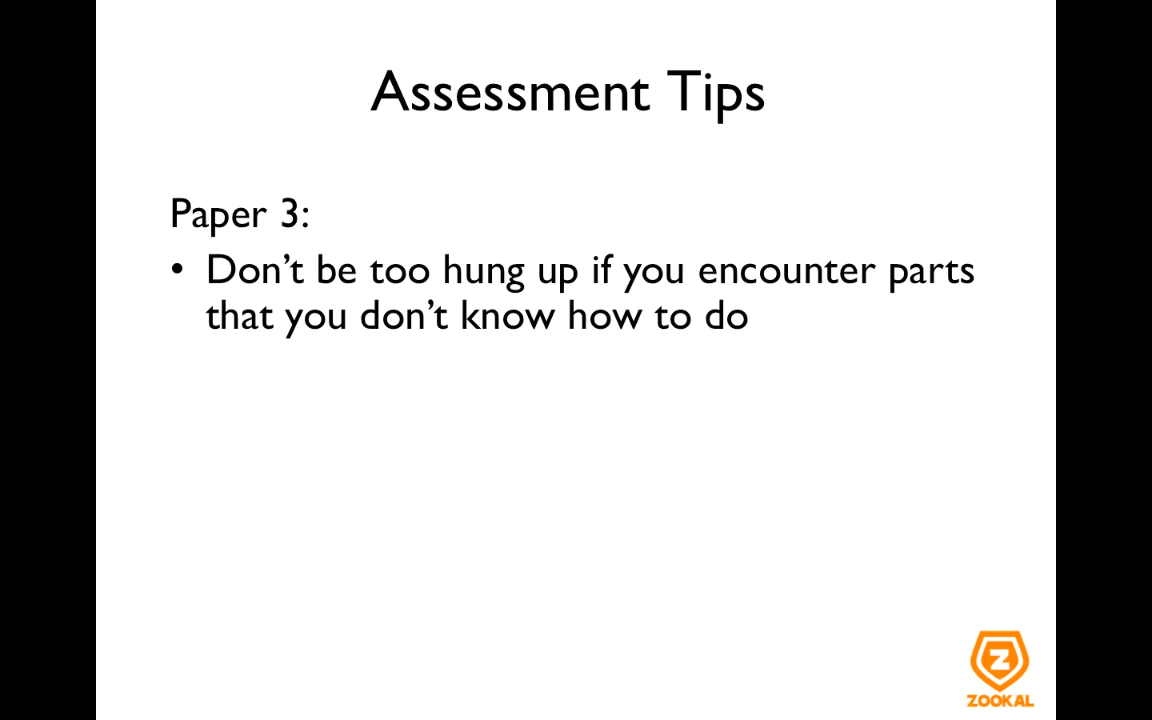 Assessment Tips
Paper 3:
• Don’t be too hung up if you encounter parts
that you don’t know how to do
Z
ZOOKAL